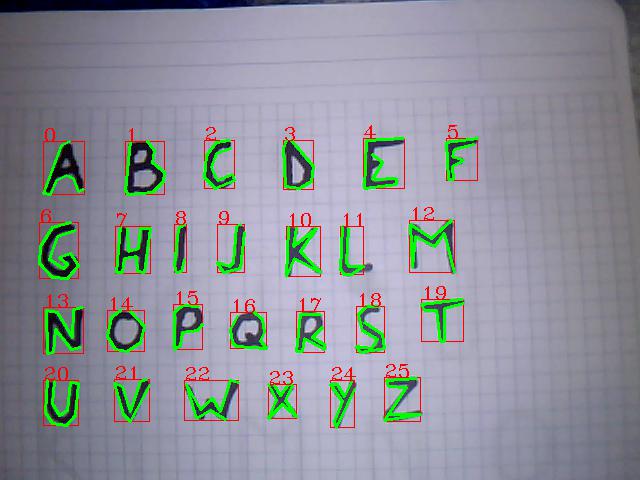 0 1 2 3 4 5
A B C D E F
6 7 8 9 10 11 12
G H I J K L M
13 14 15 16 17 18 19
N O P Q R S T
20 21 22 23 24 25
U V W X Y Z